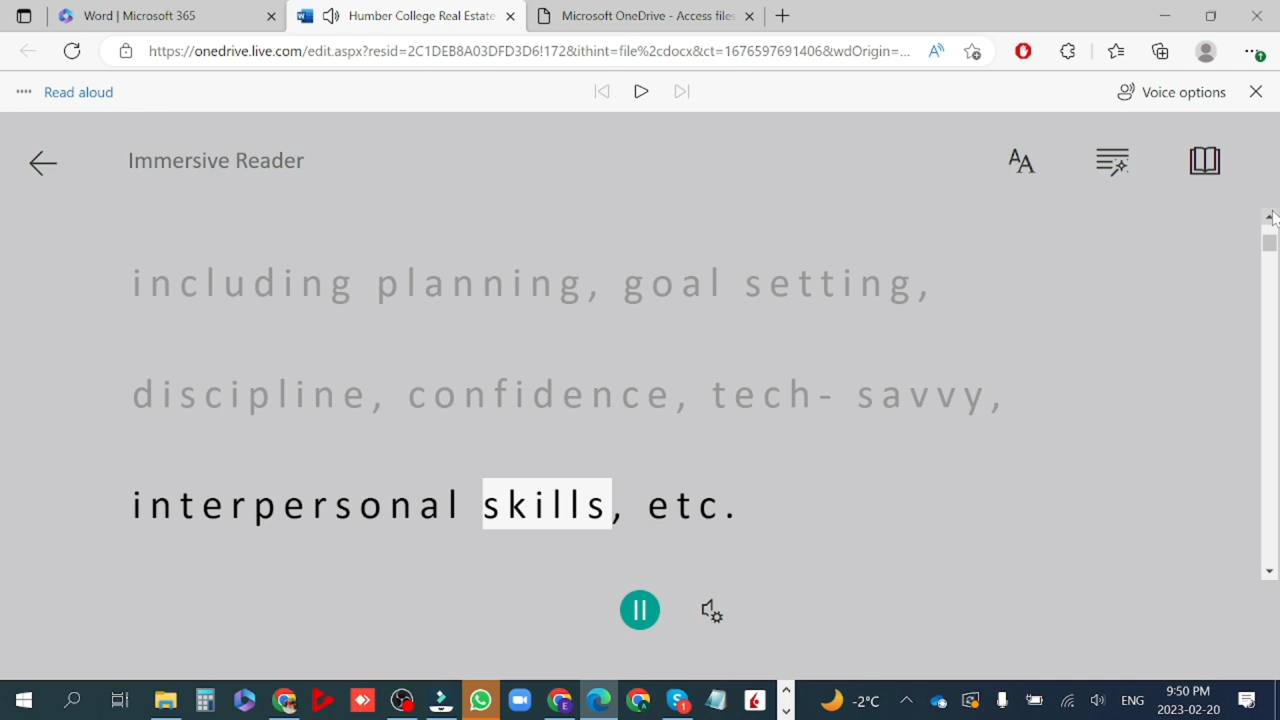 Word | Microsoft 365
Humber College Real Estate
Microsoft OneDrive - Access files
https://onedrive.live.com/edit.aspx?resid=2C1DEB8A03DFD3D6!172&ithint=file%2cdocx&ct=1676597691406&wdOrigin=...
Read aloud
Voice options
Immersive Reader
including planning, goal setting,
discipline, confidence, tech- savvy,
interpersonal skills, etc.
-2°C
ENG
9:50 PM
2023-02-20